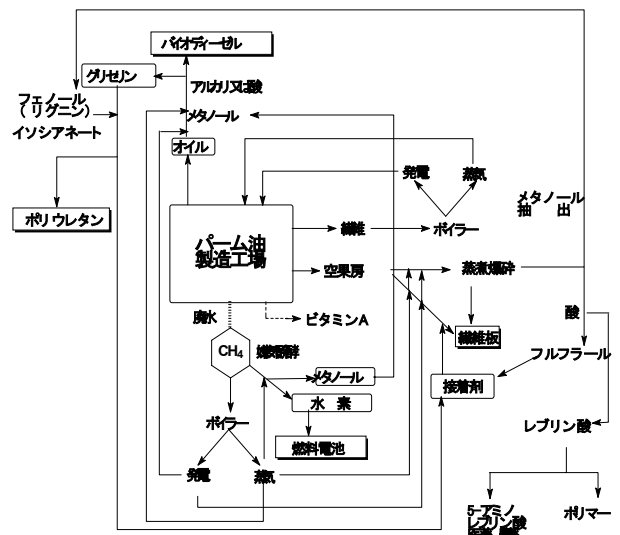 バイオディーゼル
グリセリン
アルカリ又は酸
フェノール
(リグニン)
イソシアネート
メタノール
オイル
発電
蒸気
メタノール
抽 出
ポリウレタン
パーム油
製造工場
繊維
ボイラー
空果房
蒸煮爆砕
廃水
ビタミンA
酸
CH4
繊維板
フルフラール
メタノール
接着剤
水 素
ボイラー
レブリン酸
燃料電池
発電
蒸気
5-アミノ
レブリン酸
ポリマー